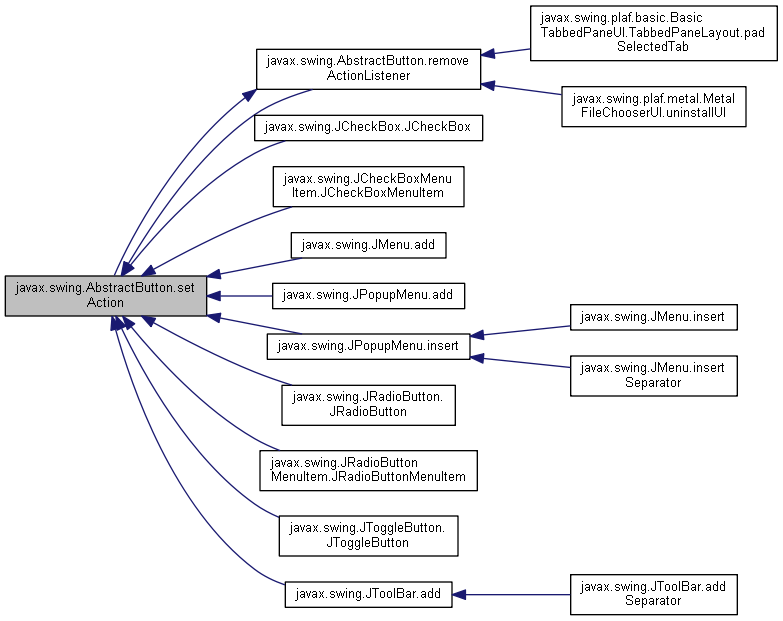 javax.swing.plaf.basic.Basic
TabbedPaneUI.TabbedPaneLayout.pad
SelectedTab
javax.swing.AbstractButton.remove
ActionListener
javax.swing.plaf.metal.Metal
FileChooserUI.uninstallUI
javax.swing.JCheckBox.JCheckBox
javax.swing.JCheckBoxMenu
Item.JCheckBoxMenuItem
javax.swing.JMenu.add
javax.swing.AbstractButton.set
Action
javax.swing.JPopupMenu.add
javax.swing.JPopupMenu.insert
javax.swing.JMenu.insert
javax.swing.JMenu.insert
Separator
javax.swing.JRadioButton.
JRadioButton
javax.swing.JRadioButton
MenuItem.JRadioButtonMenuItem
javax.swing.JToggleButton.
JToggleButton
javax.swing.JToolBar.add
javax.swing.JToolBar.add
Separator